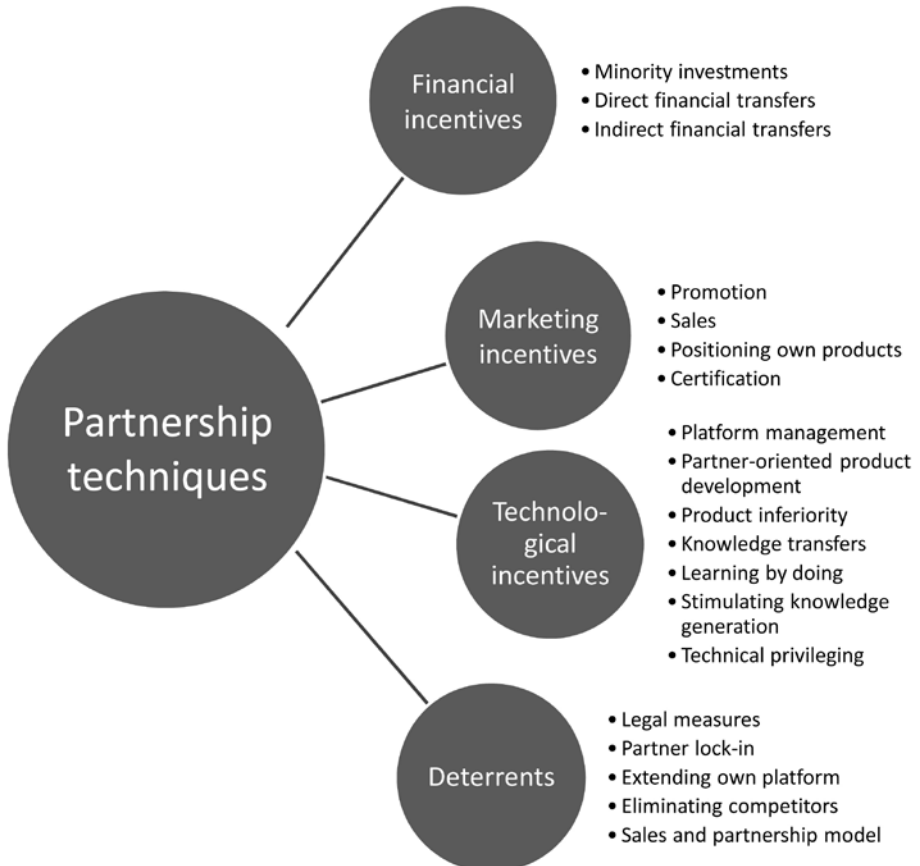 Partnership
techniques
Financial
incentives
• Minority investments
• Direct financial transfers
• Indirect financial transfers
Marketing
incentives
• Promotion
• Sales
• Positioning own products
• Certification
Technolo-
gical
incentives
• Platform management
• Partner-oriented product
development
• Product inferiority
• Knowledge transfers
• Learning by doing
• Stimulating knowledge
generation
• Technical privileging
Deterrents
• Legal measures
• Partner lock-in
• Extending own platform
• Eliminating competitors
• Sales and partnership model